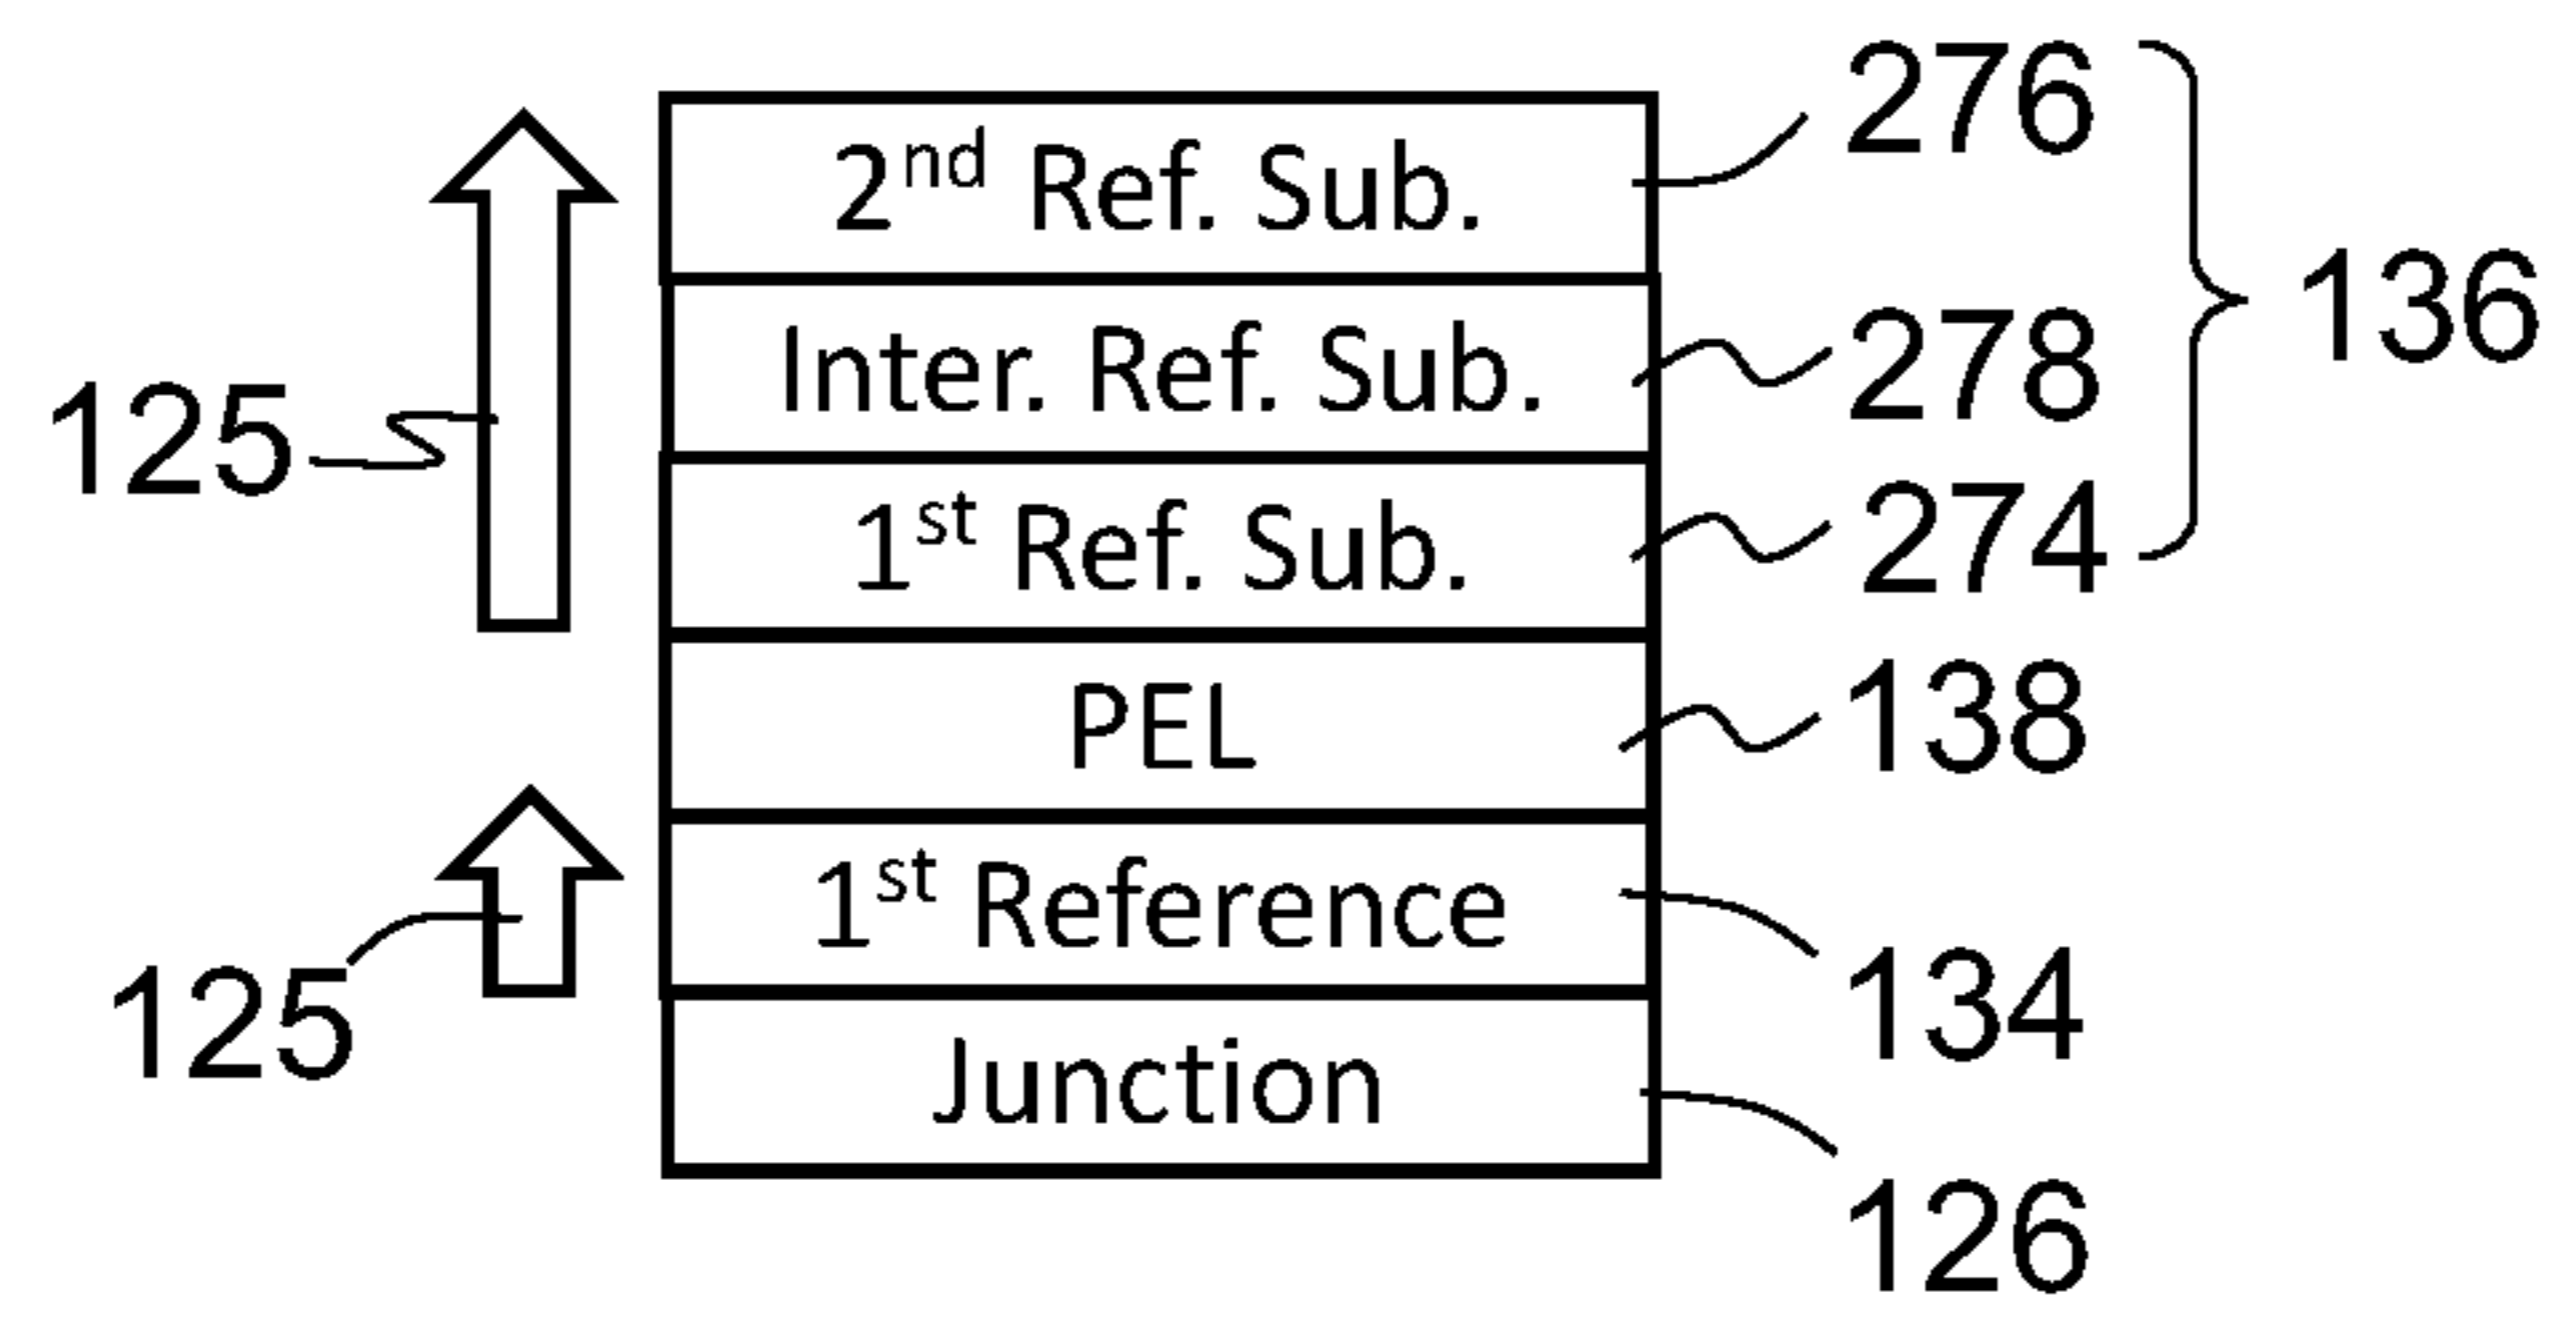 2nd Ref. Sub. 276
Inter. Ref. Sub. 278
136
125
1st Ref. Sub. 274
PEL 138
1st Reference 134
125
Junction 126